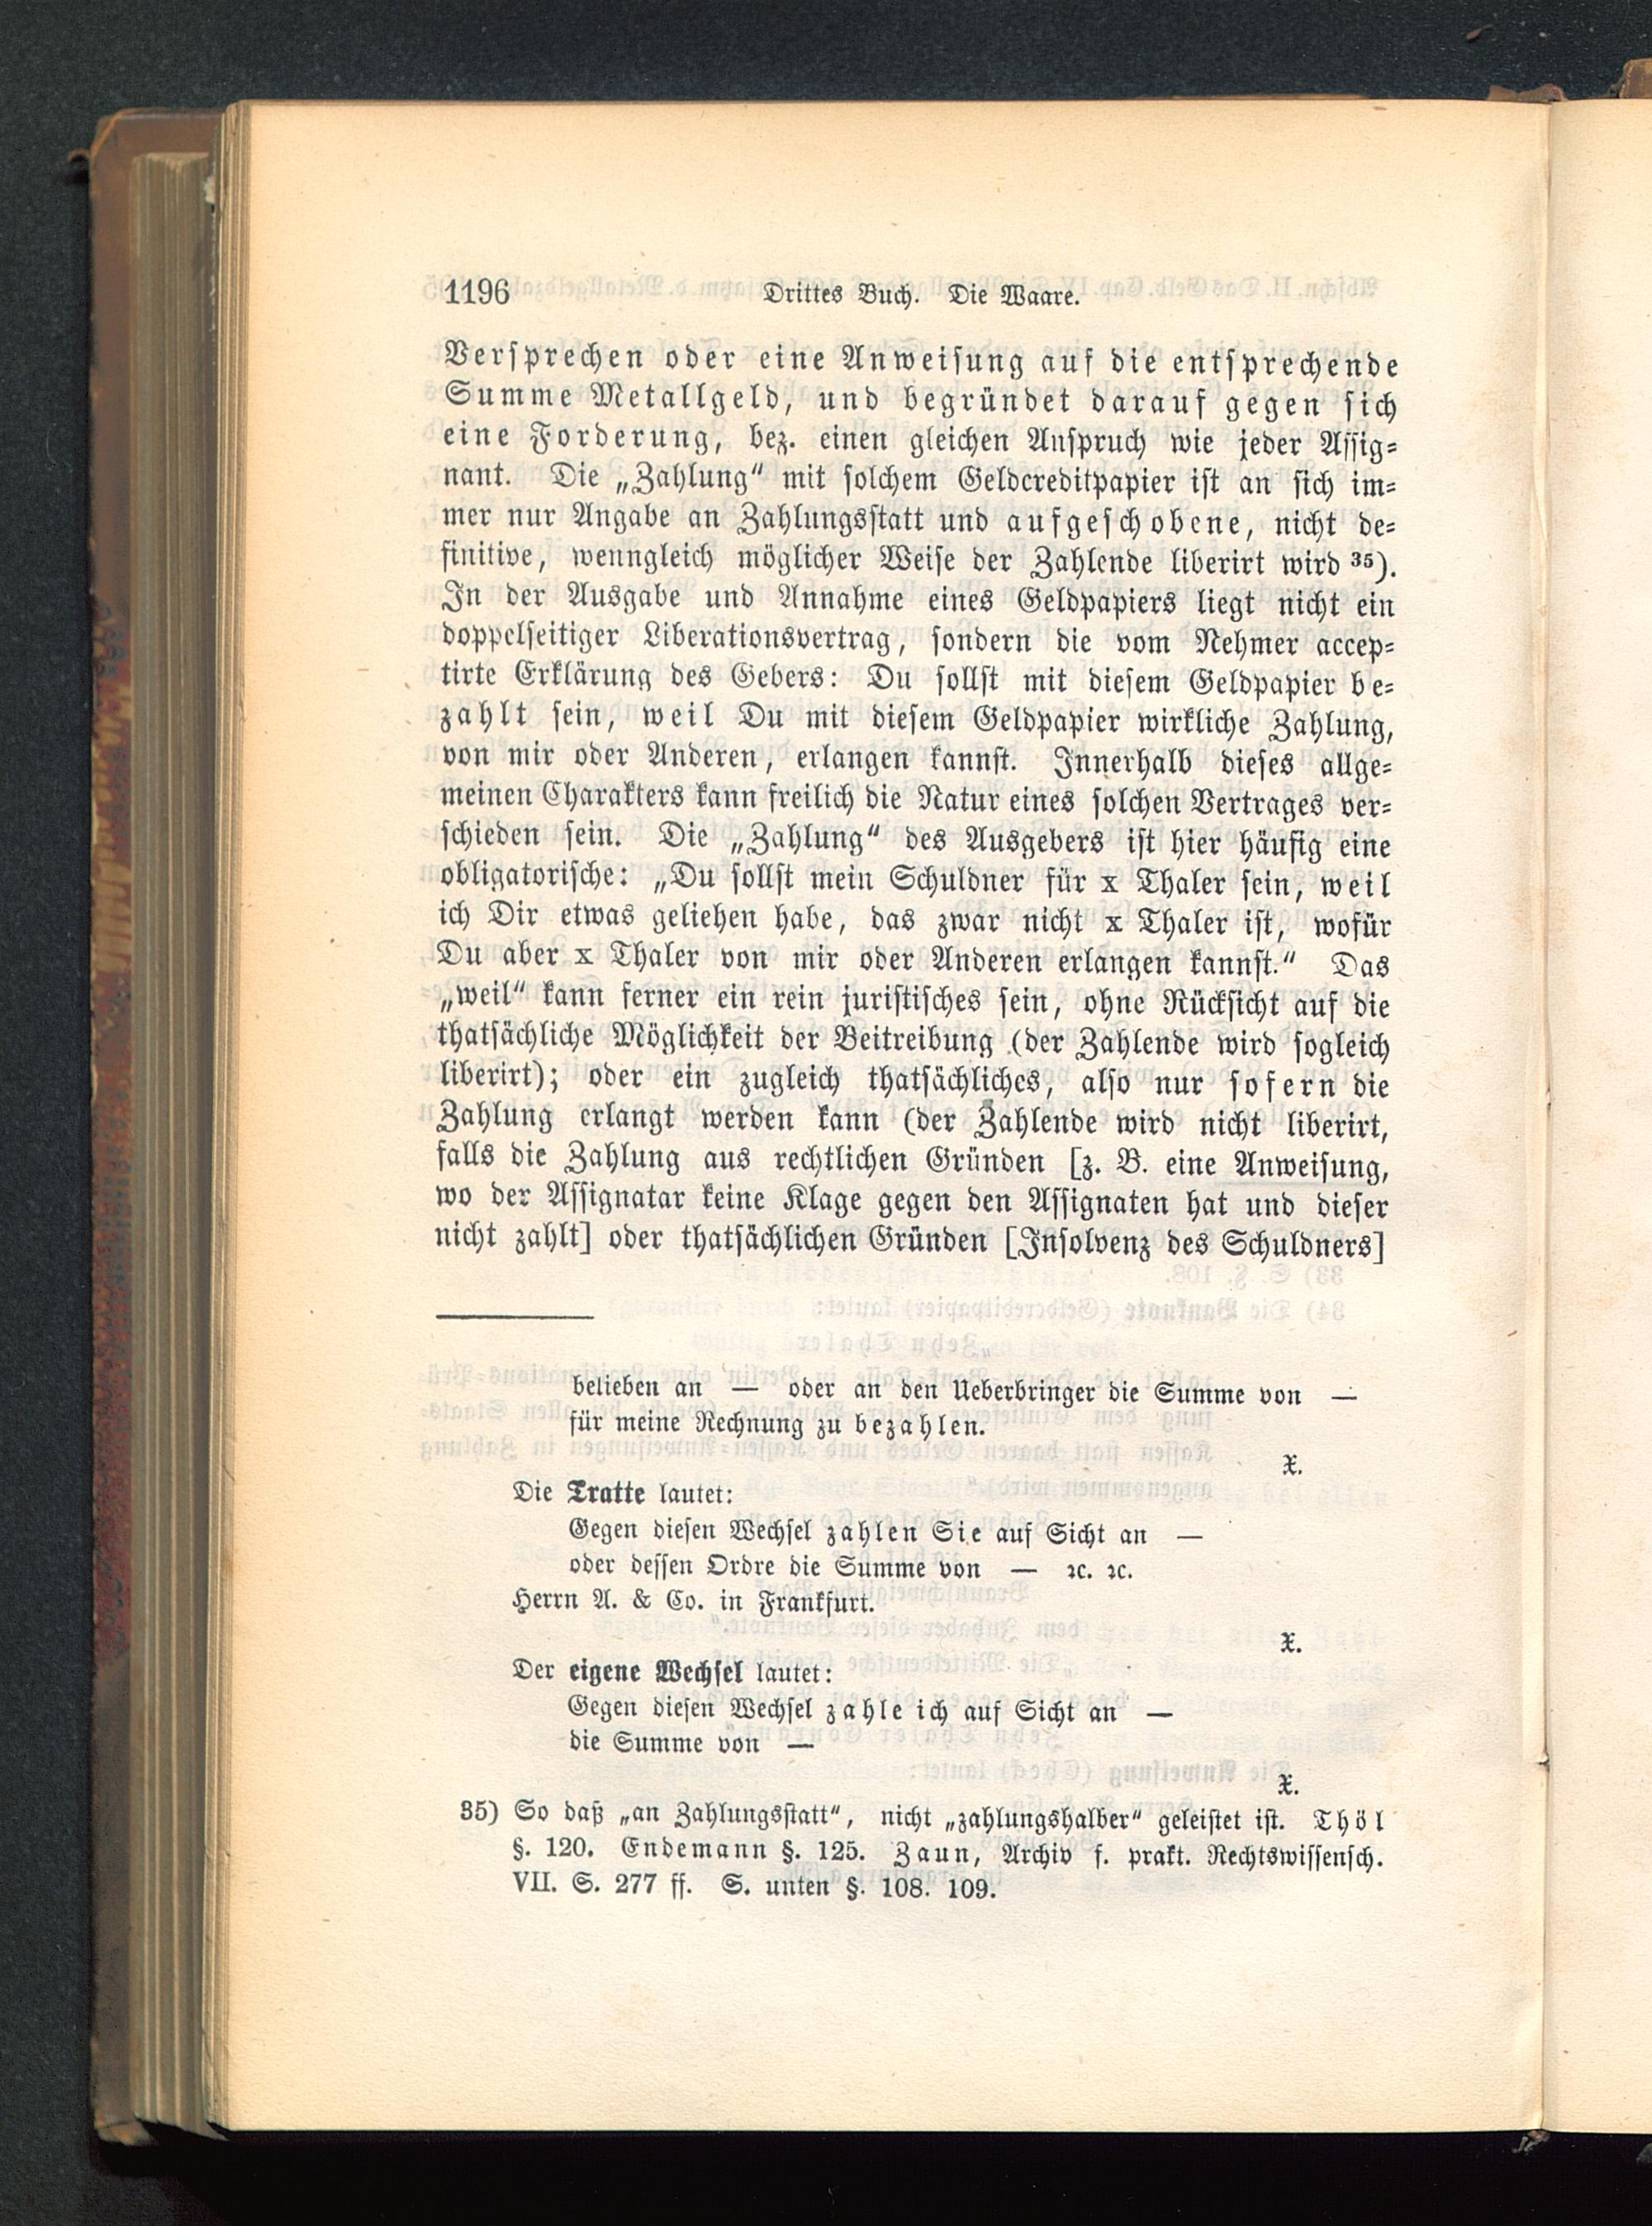 1196 Drittes Buch. Die Waare.
Versprechen oder eine Anweisung auf die entsprechende
Summe Metallgeld, und begründet darauf gegen sich
eine Forderung, bez. einen gleichen Anspruch wie jeder Assig-
nant. Die „Zahlung“ mit solchem Geldcreditpapier ist an sich im-
mer nur Angabe an Zahlungsstatt und aufgeschobene, nicht de-
finitive, wenngleich möglicher Weise der Zahlende liberirt wird 35).
In der Ausgabe und Annahme eines Geldpapiers liegt nicht ein
doppelseitiger Liberationsvertrag, sondern die vom Nehmer accep-
tirte Erklärung des Gebers: Du sollst mit diesem Geldpapier be-
zahlt sein, weil Du mit diesem Geldpapier wirkliche Zahlung,
von mir oder Anderen, erlangen kannst. Innerhalb dieses allge-
meinen Charakters kann freilich die Natur eines solchen Vertrages ver-
schieden sein. Die „Zahlung“ des Ausgebers ist hier häufig eine
obligatorische: „Du sollst mein Schuldner für x Thaler sein, weil
ich Dir etwas geliehen habe, das zwar nicht x Thaler ist, wofür
Du aber x Thaler von mir oder Anderen erlangen kannst.“ Das
„weil“ kann ferner ein rein juristisches sein, ohne Rücksicht auf die
thatsächliche Möglichkeit der Beitreibung (der Zahlende wird sogleich
liberirt); oder ein zugleich thatsächliches, also nur sofern die
Zahlung erlangt werden kann (der Zahlende wird nicht liberirt,
falls die Zahlung aus rechtlichen Gründen [z. B. eine Anweisung,
wo der Assignatar keine Klage gegen den Assignaten hat und dieser
nicht zahlt] oder thatsächlichen Gründen [Insolvenz des Schuldners]
belieben an — oder an den Ueberbringer die Summe von —
für meine Rechnung zu bezahlen.
X.
Die Tratte lautet:
Gegen diesen Wechsel zahlen Sie auf Sicht an —
oder dessen Ordre die Summe von — ꝛc. ꝛc.
Herrn A. & Co. in Frankfurt.
X.
Der eigene Wechsel lautet:
Gegen diesen Wechsel zahle ich auf Sicht an —
die Summe von —
X.
35) So daß „an Zahlungsstatt“, nicht „zahlungshalber“ geleistet ist. Thöl
§. 120. Endemann §. 125. Zaun, Archiv f. prakt. Rechtswissensch.
VII. S. 277 ff. S. unten §. 108. 109.